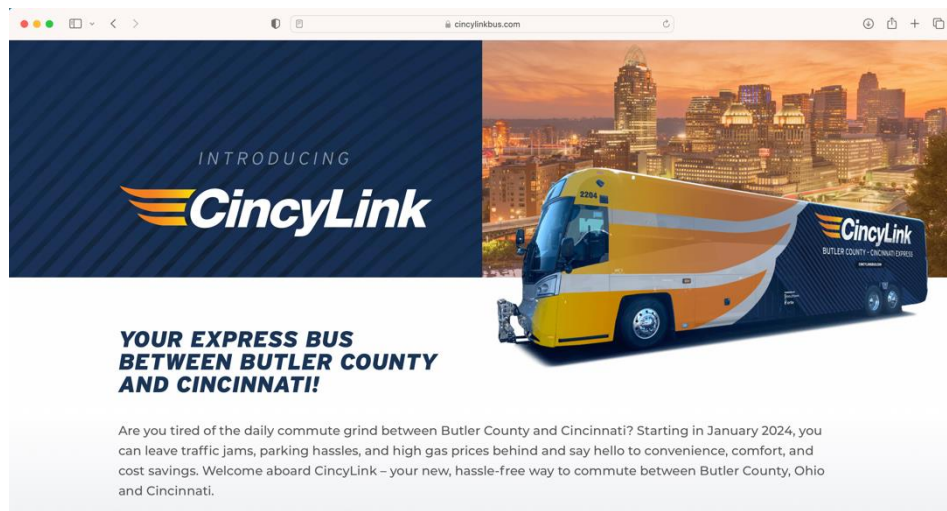 cincylinkbus.com
INTRODUCING
CincyLink
2204
CincyLink
BUTLER COUNTY - CINCINNATI EXPRESS
YOUR EXPRESS BUS
BETWEEN BUTLER COUNTY
AND CINCINNATI!
Are you tired of the daily commute grind between Butler County and Cincinnati? Starting in January 2024, you
can leave traffic jams, parking hassles, and high gas prices behind and say hello to convenience, comfort, and
cost savings. Welcome aboard CincyLink – your new, hassle-free way to commute between Butler County, Ohio
and Cincinnati.